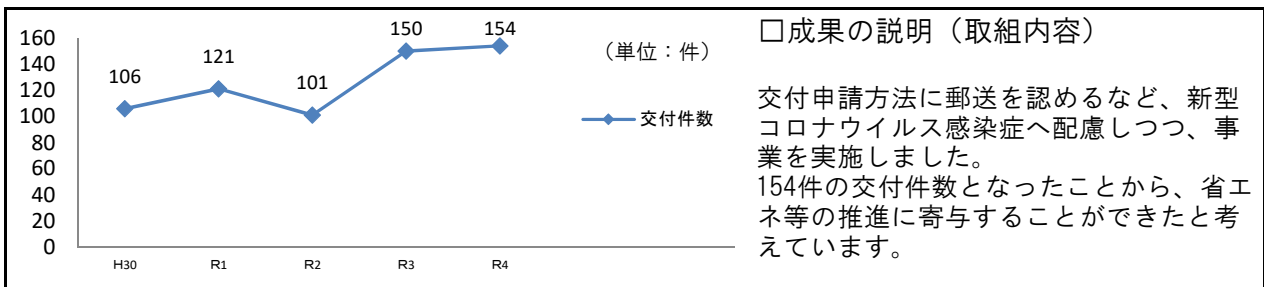 160
140
120
100
80
60
40
20
0
106
121
101
150
154
H30
R1
R2
R3
R4
（単位：件）
交付件数
□成果の説明（取組内容）
交付申請方法に郵送を認めるなど、新型
コロナウイルス感染症へ配慮しつつ、事
業を実施しました。
154件の交付件数となったことから、省エ
ネ等の推進に寄与することができたと考
えています。